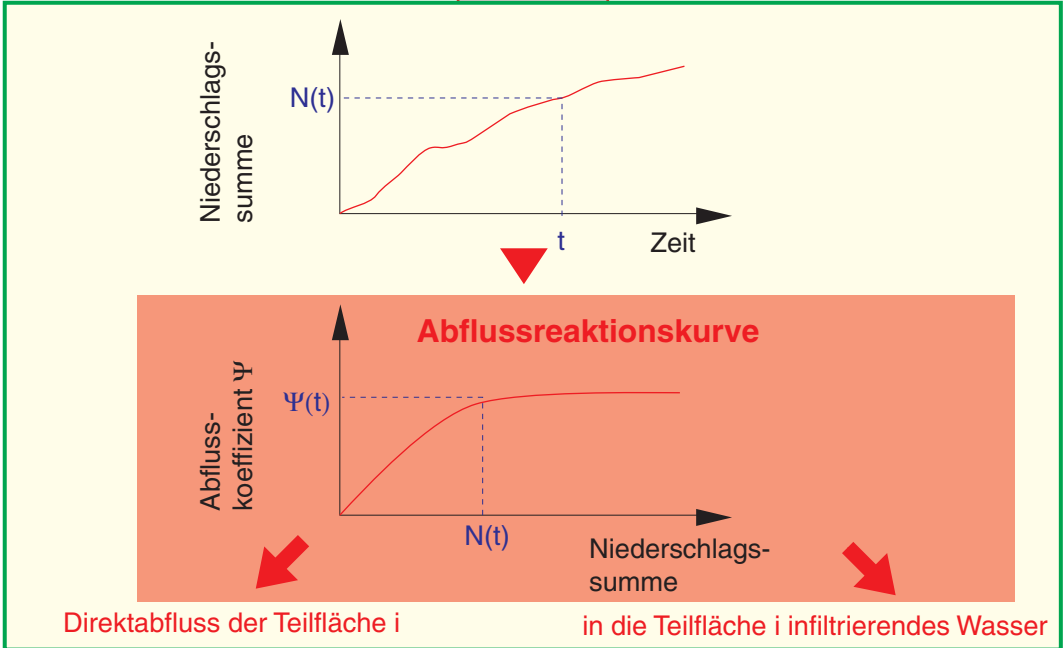 Niederschlags-
summe
N(t)
t
Zeit
Abflussreaktionskurve
Abfluss-
koeffizient Ψ
Ψ(t)
N(t)
Niederschlags-
summe
Direktabfluss der Teilfläche i
in die Teilfläche i infiltrierendes Wasser